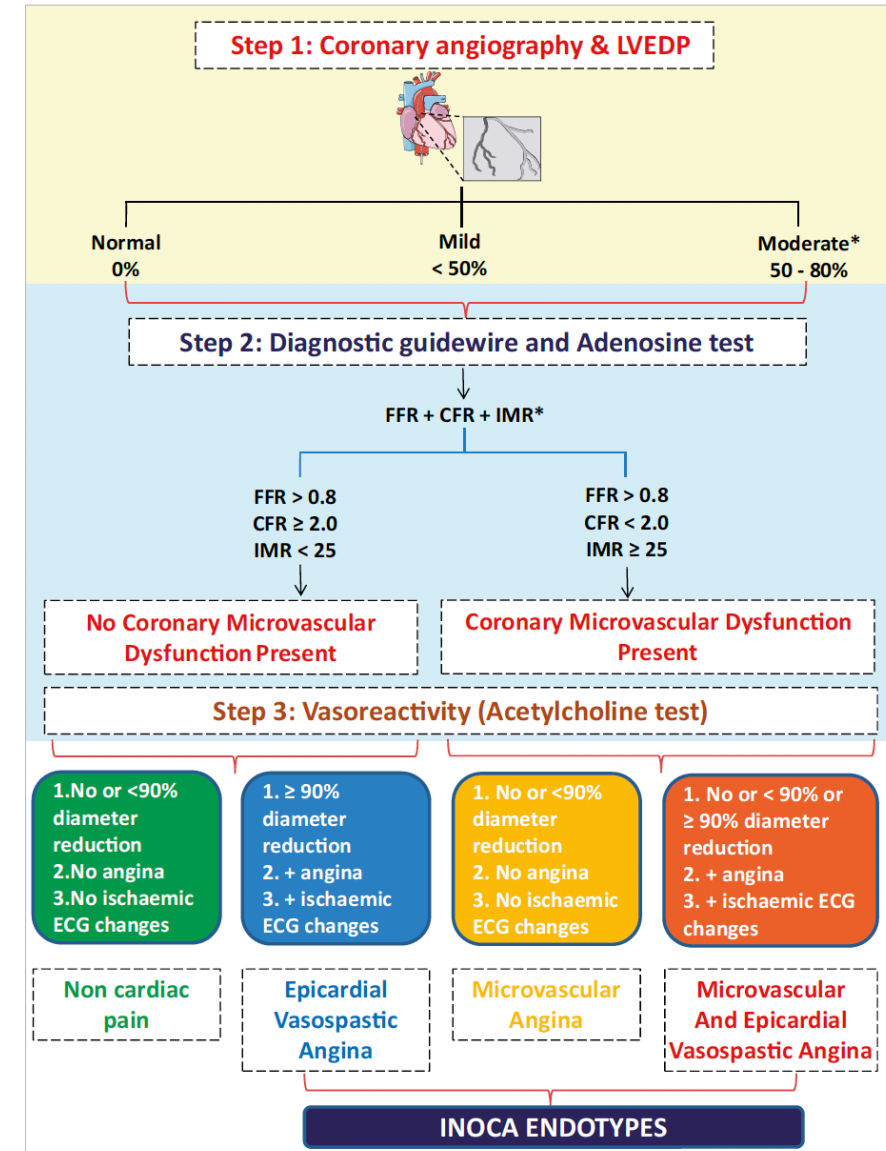 Step 1: Coronary angiography & LVEDP
Normal
0%
Mild
< 50%
Moderate*
50 - 80%
Step 2: Diagnostic guidewire and Adenosine test
FFR + CFR + IMR*
FFR > 0.8
CFR ≥ 2.0
IMR < 25
FFR > 0.8
CFR < 2.0
IMR ≥ 25
No Coronary Microvascular
Dysfunction Present
Coronary Microvascular Dysfunction
Present
Step 3: Vasoreactivity (Acetylcholine test)
1.No or <90%
diameter
reduction
2.No angina
3.No ischaemic
ECG changes
1. ≥ 90%
diameter
reduction
2. + angina
3. + ischaemic
ECG changes
1. No or <90%
diameter
reduction
2. No angina
3. No ischaemic
ECG changes
1. No or < 90% or
≥ 90% diameter
reduction
2. + angina
3. + ischaemic ECG
changes
Non cardiac
pain
Epicardial
Vasospastic
Angina
Microvascular
Angina
Microvascular
And Epicardial
Vasospastic Angina
INOCA ENDOTYPES